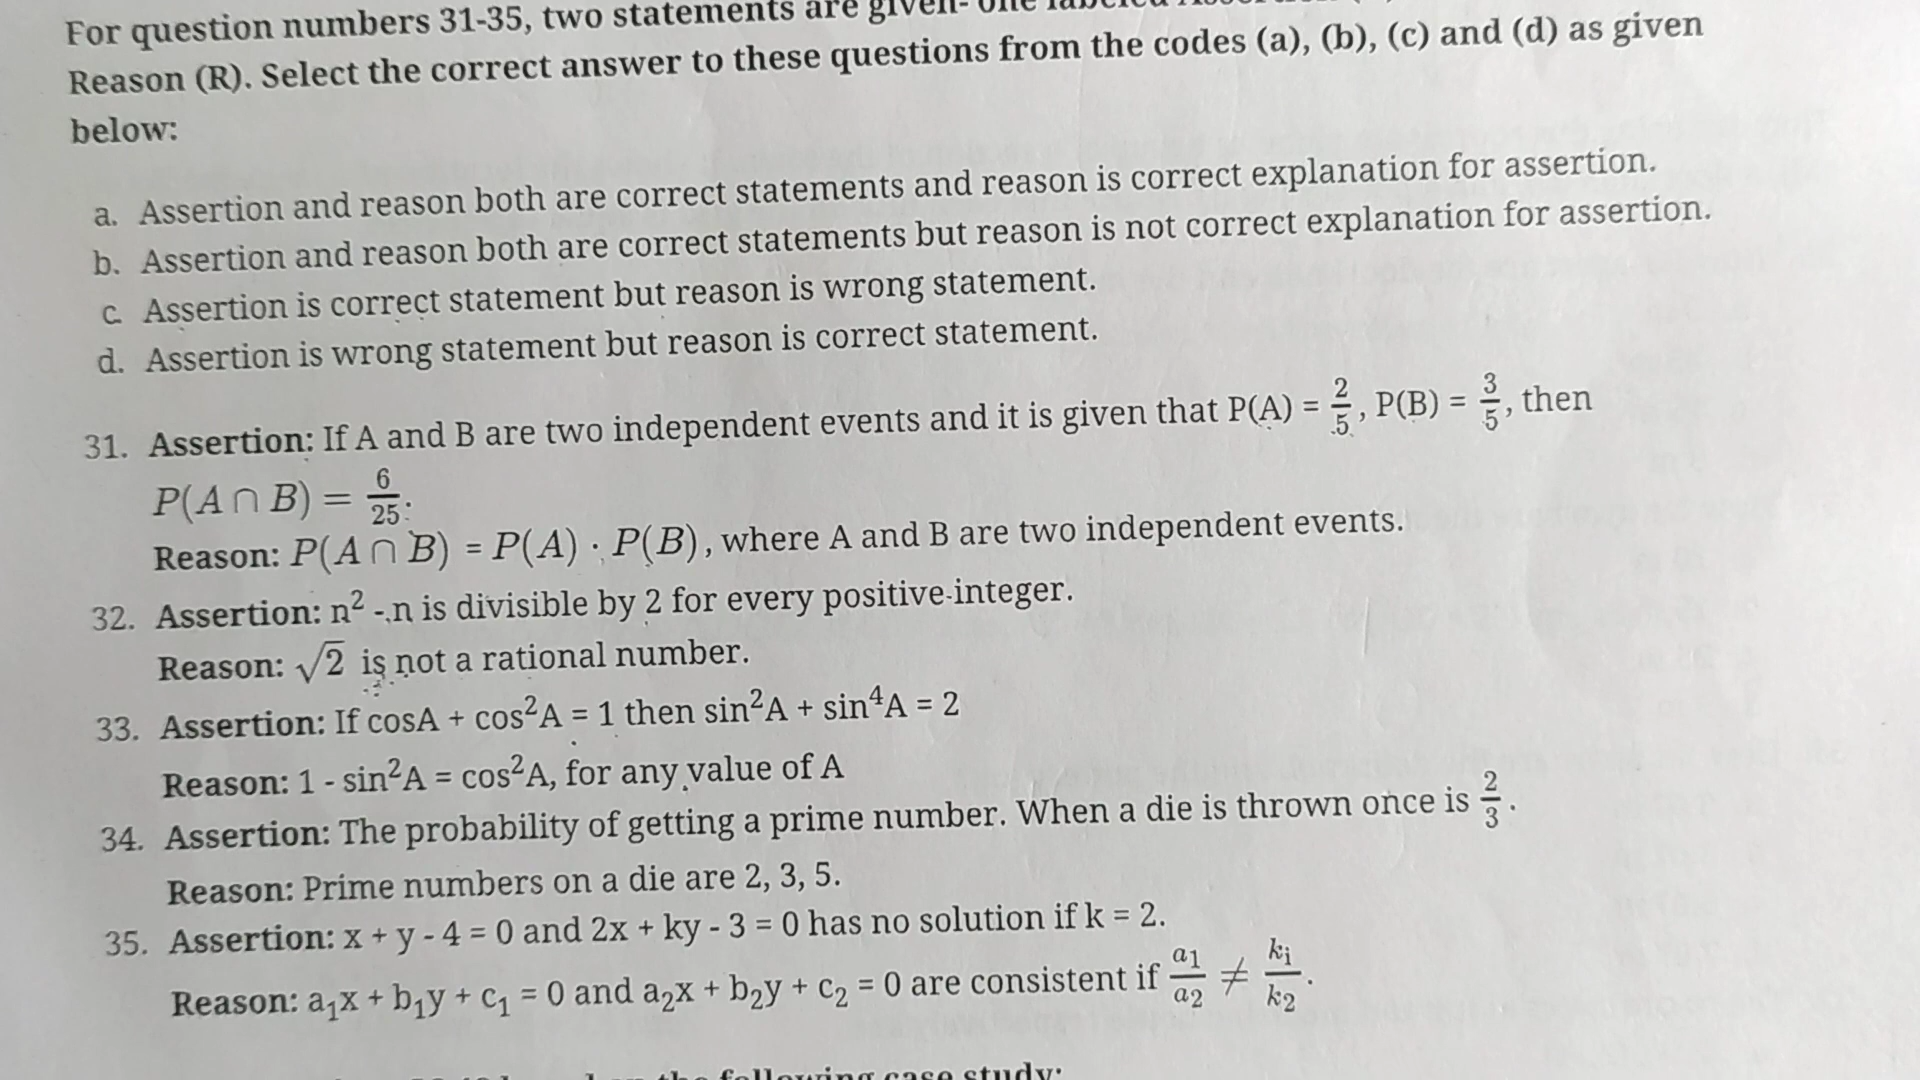 For question numbers 31-35, two statements are given- one labeled
Reason (R). Select the correct answer to these questions from the codes (a), (b), (c) and (d) as given
below:
a. Assertion and reason both are correct statements and reason is correct explanation for assertion.
b. Assertion and reason both are correct statements but reason is not correct explanation for assertion.
c. Assertion is correct statement but reason is wrong statement.
d. Assertion is wrong statement but reason is correct statement.
31. Assertion: If A and B are two independent events and it is given that P(A) = 2/5, P(B) = 3/5, then
P(A ∩ B) = 6/25.
Reason: P(A ∩ B) = P(A) · P(B), where A and B are two independent events.
32. Assertion: n² - n is divisible by 2 for every positive integer.
Reason: √2 is not a rational number.
33. Assertion: If cosA + cos²A = 1 then sin²A + sin⁴A = 2
Reason: 1 - sin²A = cos²A, for any value of A
34. Assertion: The probability of getting a prime number. When a die is thrown once is 2/3.
Reason: Prime numbers on a die are 2, 3, 5.
35. Assertion: x + y - 4 = 0 and 2x + ky - 3 = 0 has no solution if k = 2.
Reason: a₁x + b₁y + c₁ = 0 and a₂x + b₂y + c₂ = 0 are consistent if a₁/a₂ ≠ kᵢ/k₂.
the following case study: